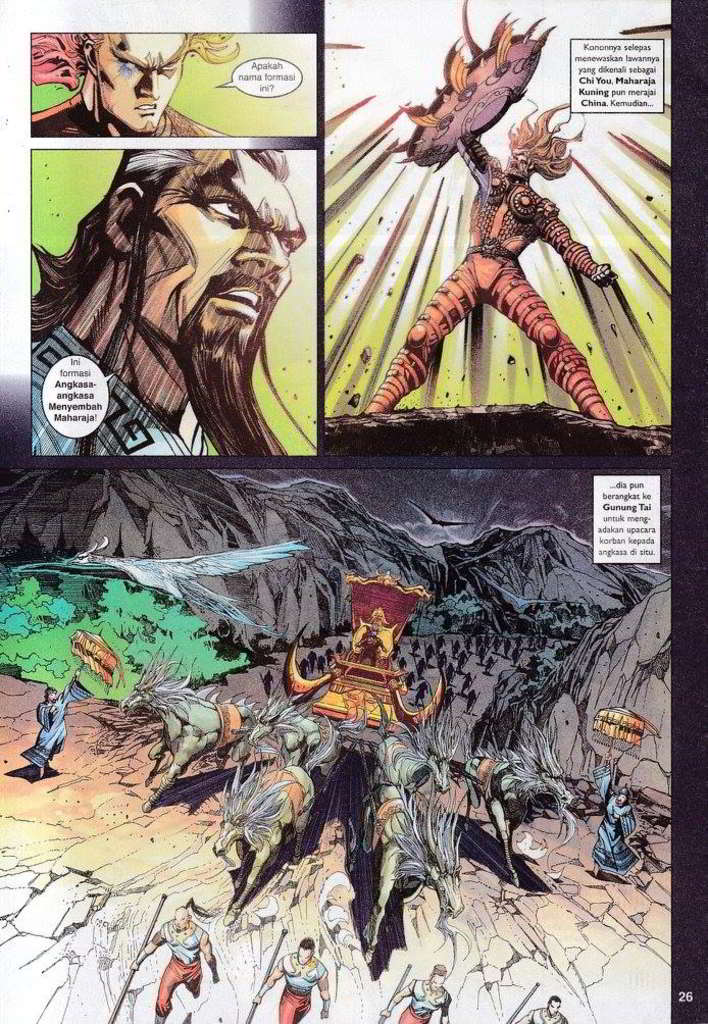 Apakah
nama formasi
ini?
Ini
formasi
Angkasa-
angkasa
Menyembah
Maharaja!
Kononnya selepas
menewaskan lawannya
yang dikenali sebagai
Chi You, Maharaja
Kuning pun merajai
China. Kemudian...
...dia pun
berangkat ke
Gunung Tai
untuk meng-
adakan upacara
korban kepada
angkasa di situ.
26